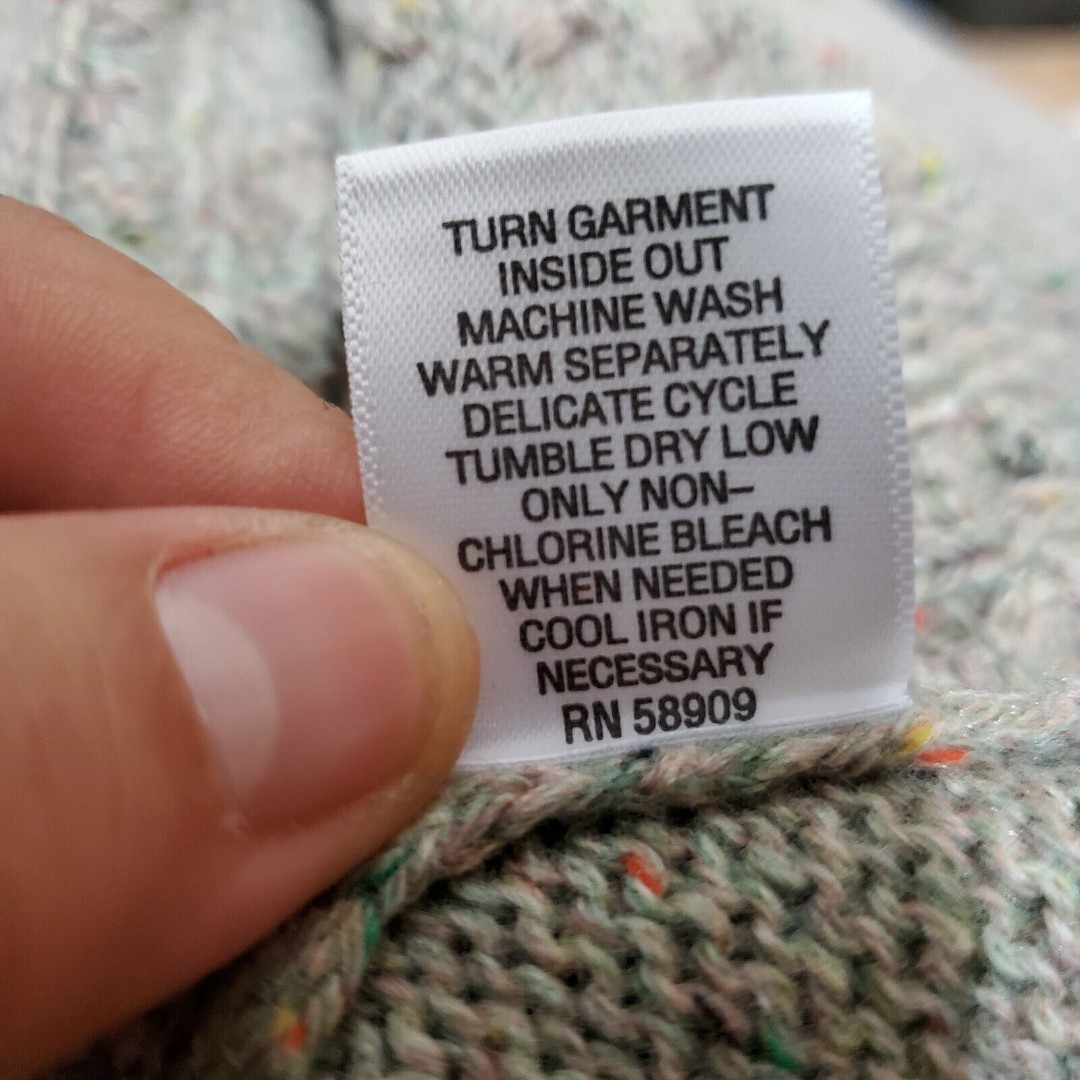 TURN GARMENT
INSIDE OUT
MACHINE WASH
WARM SEPARATELY
DELICATE CYCLE
TUMBLE DRY LOW
ONLY NON–
CHLORINE BLEACH
WHEN NEEDED
COOL IRON IF
NECESSARY
RN 58909